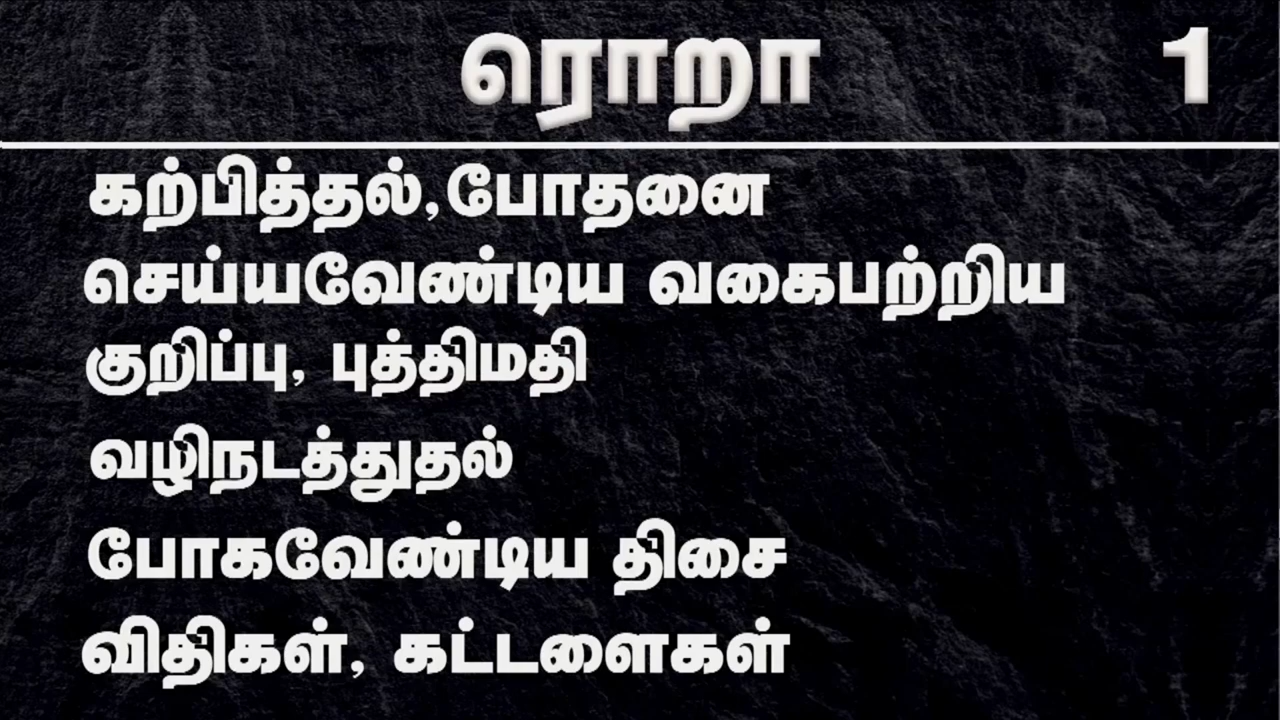 ரொறா 1
கற்பித்தல்,போதனை
செய்யவேண்டிய வகைபற்றிய
குறிப்பு, புத்திமதி
வழிநடத்துதல்
போகவேண்டிய திசை
விதிகள், கட்டளைகள்